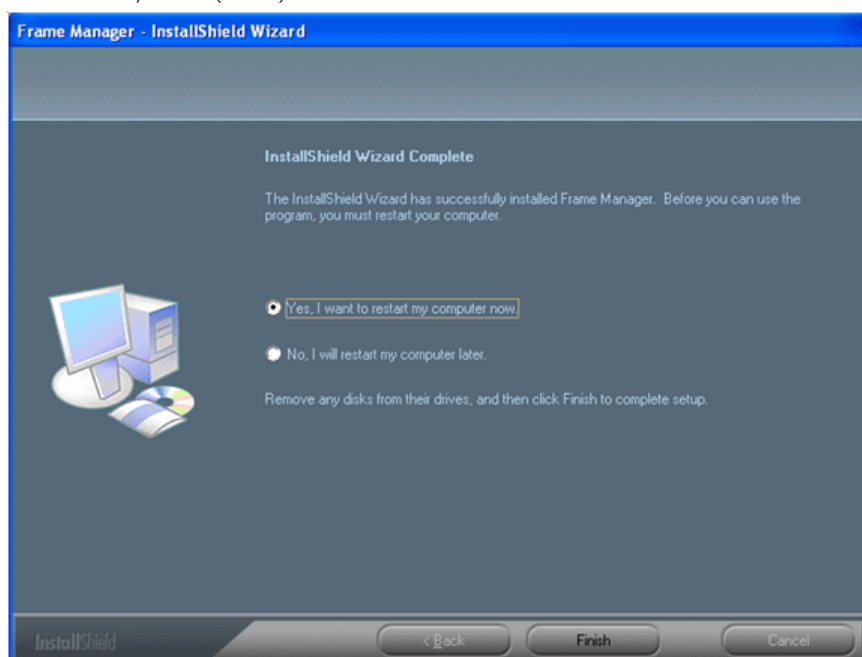 Frame Manager - InstallShield Wizard
InstallShield Wizard Complete
The InstallShield Wizard has successfully installed Frame Manager.  Before you can use the
program, you must restart your computer.
Yes, I want to restart my computer now.
No, I will restart my computer later.
Remove any disks from their drives, and then click Finish to complete setup.
InstallShield
< Back
Finish
Cancel